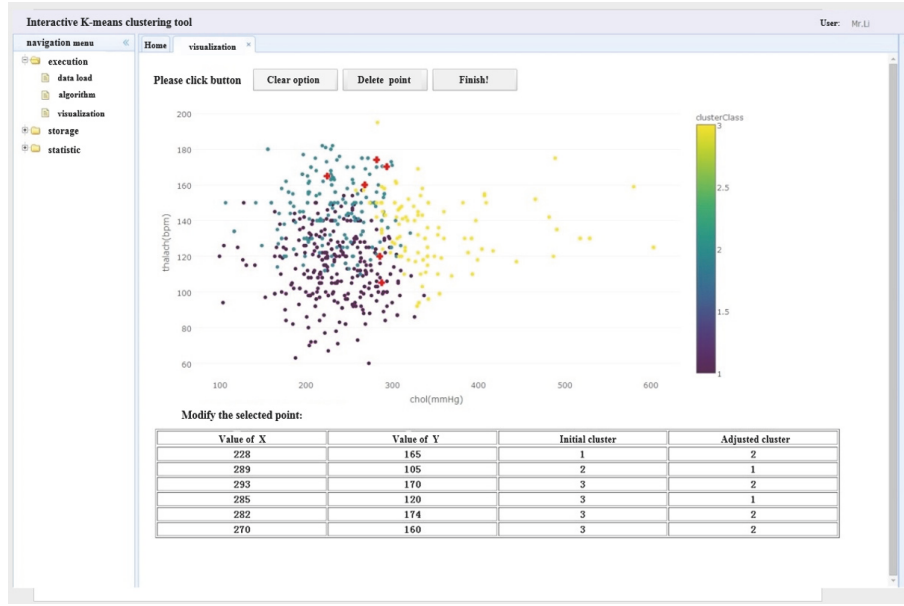 Interactive K-means clustering tool User: Mr.Li
navigation menu «
Home visualization ×
execution
data load
algorithm
visualization
storage
statistic
Please click button Clear option Delete point Finish!
clusterClass
200
180
160
140
120
100
80
60
thalach(bpm)
100 200 300 400 500 600
chol(mmHg)
3
2.5
2
1.5
1
Modify the selected point:
Value of X Value of Y Initial cluster Adjusted cluster
228 165 1 2
289 105 2 1
293 170 3 2
285 120 3 1
282 174 3 2
270 160 3 2